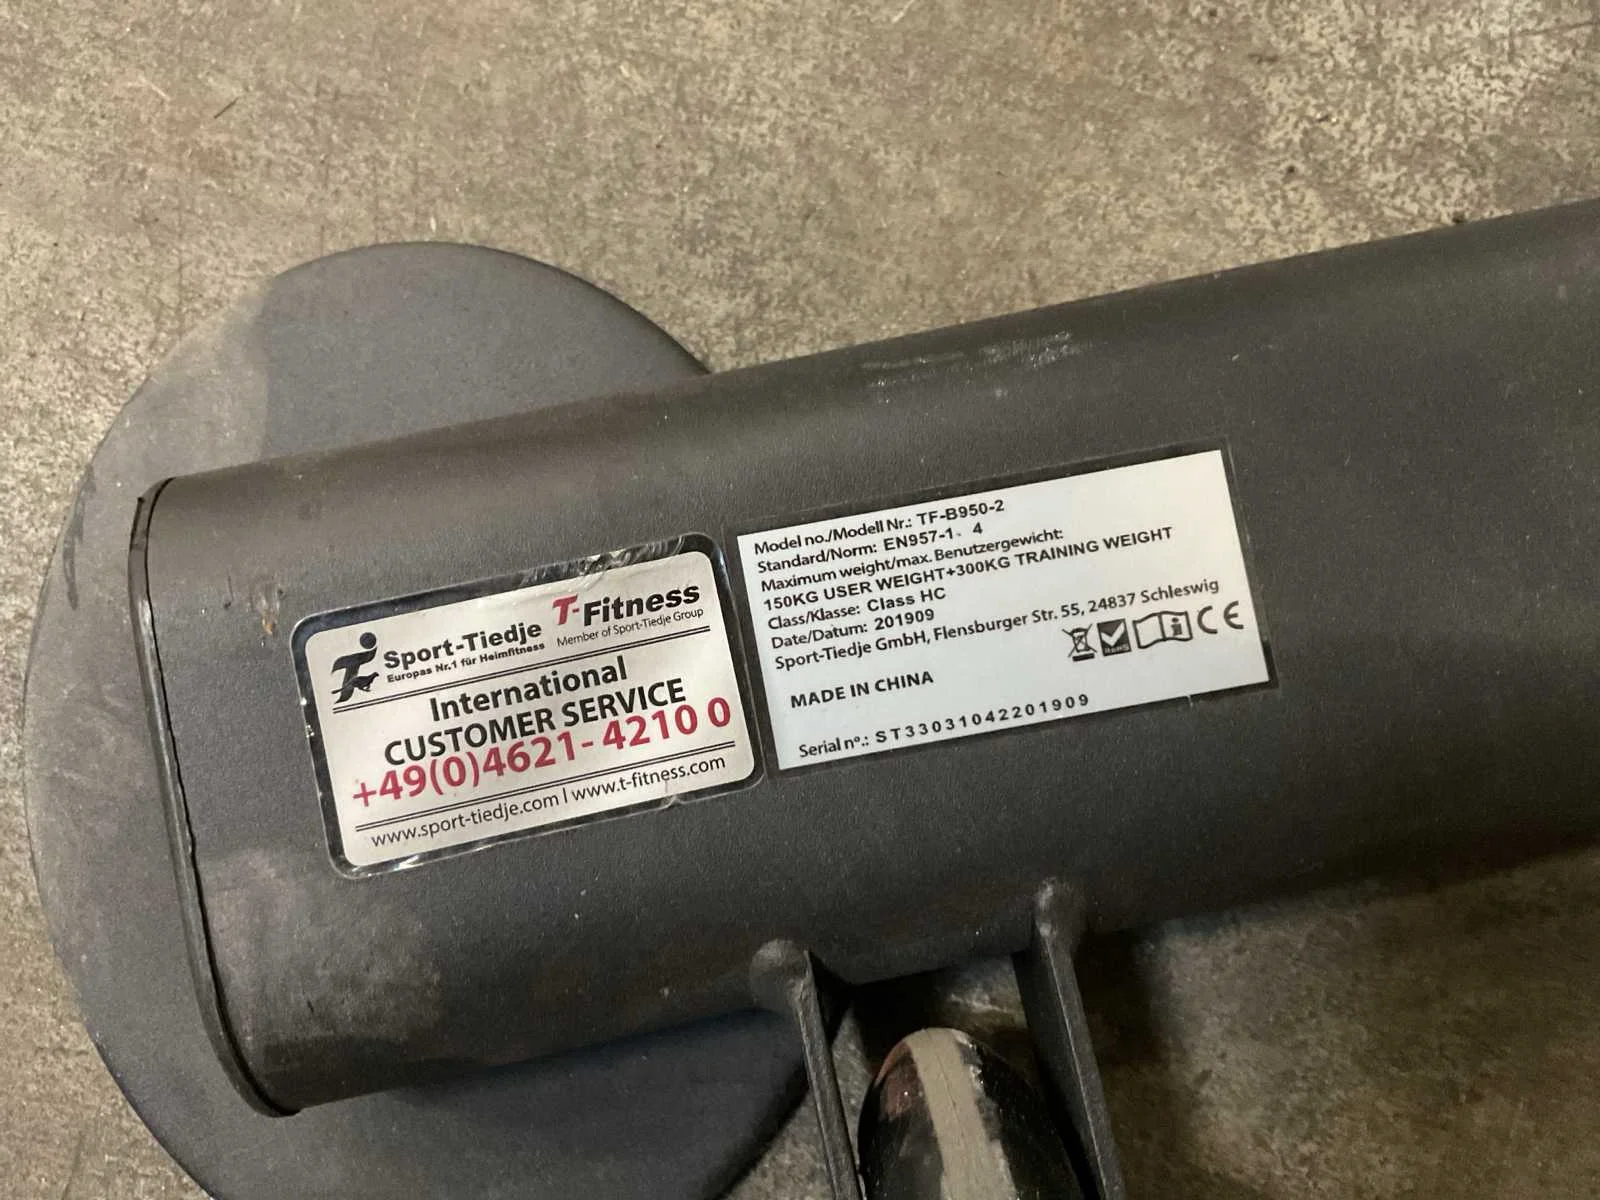 Sport-Tiedje
Europas Nr.1 für Heimfitness
T-Fitness
Member of Sport-Tiedje Group
International
CUSTOMER SERVICE
+49(0)4621-4210 0
www.sport-tiedje.com | www.t-fitness.com
Model no./Modell Nr.: TF-B950-2
Standard/Norm: EN957-1、4
Maximum weight/max. Benutzergewicht:
150KG USER WEIGHT+300KG TRAINING WEIGHT
Class/Klasse: Class HC
Date/Datum: 201909
Sport-Tiedje GmbH, Flensburger Str. 55, 24837 Schleswig
CE
MADE IN CHINA
Serial nº.: ST33031042201909